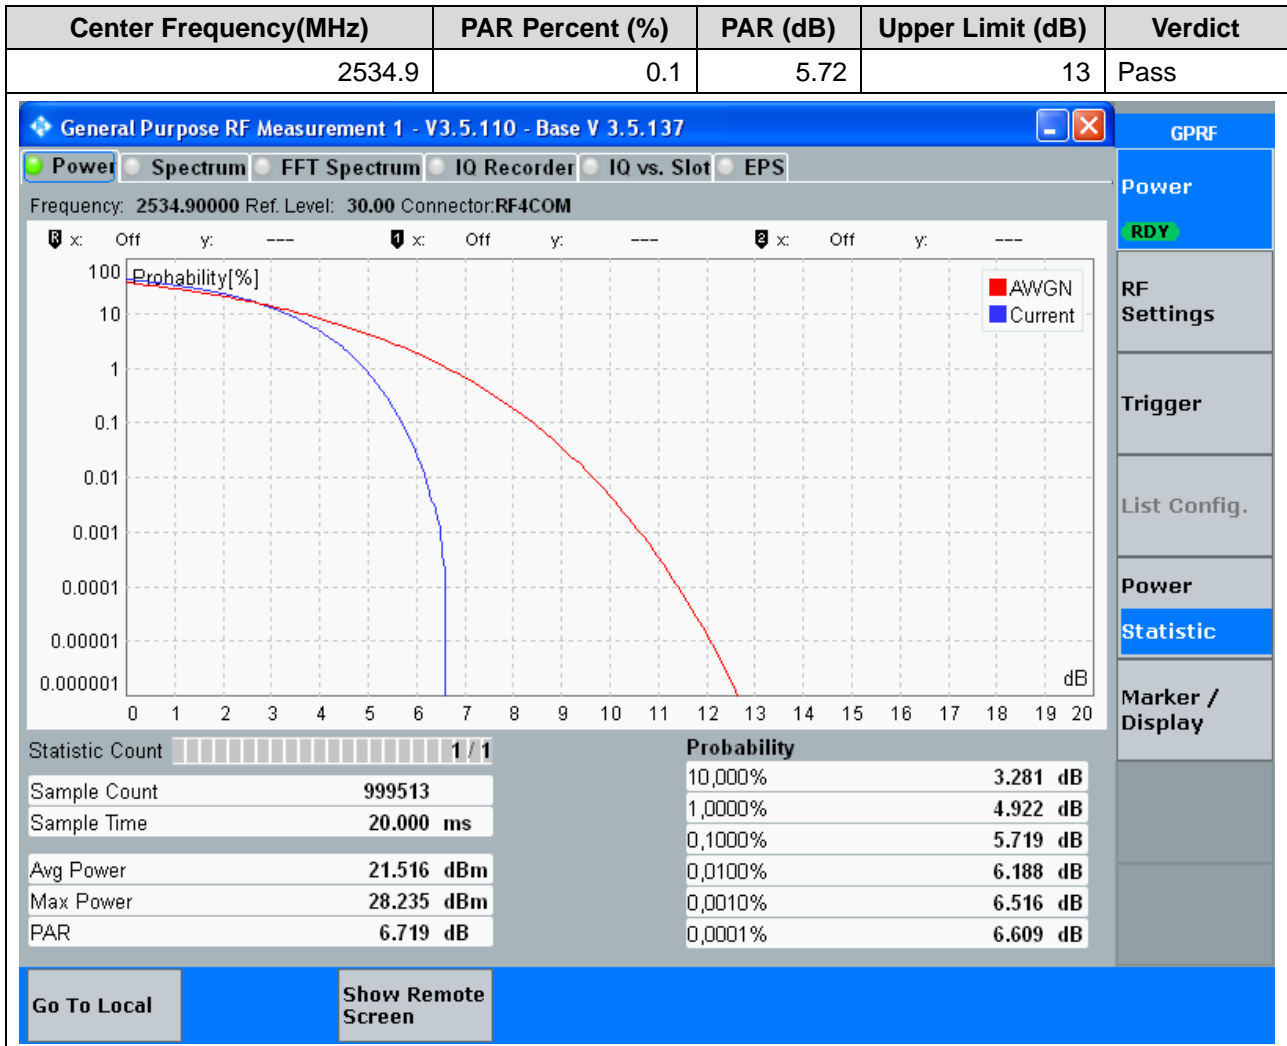 Center Frequency(MHz) PAR Percent (%) PAR (dB) Upper Limit (dB) Verdict
2534.9 0.1 5.72 13 Pass
General Purpose RF Measurement 1 - V3.5.110 - Base V 3.5.137
GPRF
Power Spectrum FFT Spectrum IQ Recorder IQ vs. Slot EPS
Frequency: 2534.90000 Ref. Level: 30.00 Connector:RF4COM
R x: Off y: --- 1 x: Off y: --- 2 x: Off y: ---
Probability[%]
AWGN
Current
100
10
1
0.1
0.01
0.001
0.0001
0.00001
0.000001
dB
0 1 2 3 4 5 6 7 8 9 10 11 12 13 14 15 16 17 18 19 20
Statistic Count 1 / 1
Sample Count 999513
Sample Time 20.000 ms
Avg Power 21.516 dBm
Max Power 28.235 dBm
PAR 6.719 dB
Probability
10,000% 3.281 dB
1,0000% 4.922 dB
0,1000% 5.719 dB
0,0100% 6.188 dB
0,0010% 6.516 dB
0,0001% 6.609 dB
Power
RDY
RF
Settings
Trigger
List Config.
Power
Statistic
Marker /
Display
Go To Local
Show Remote
Screen